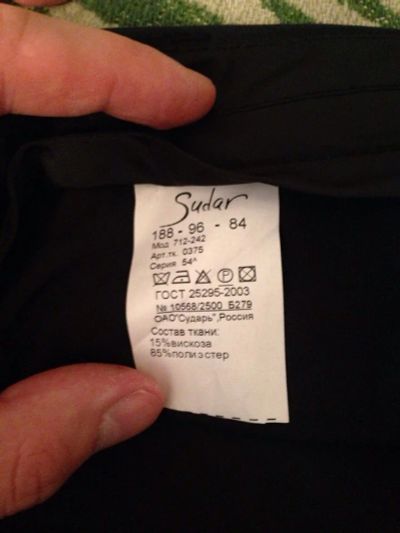 Sudar
188 - 96 - 84
Мод 712-242
Арт.тк. 0375
Серия 54^
P
ГОСТ 25295-2003
№ 10568/2500 Б279
ОАО"Сударь",Россия
Состав ткани:
15%вискоза
85%полиэстер